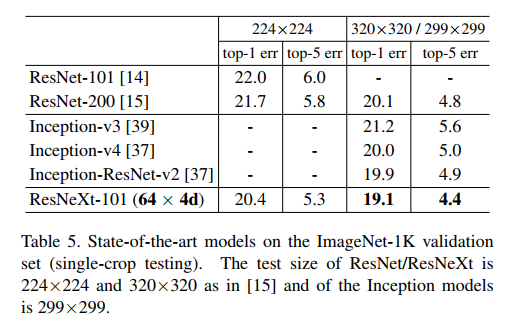 224×224 320×320 / 299×299
top-1 err top-5 err top-1 err top-5 err
ResNet-101 [14] 22.0 6.0 - -
ResNet-200 [15] 21.7 5.8 20.1 4.8
Inception-v3 [39] - - 21.2 5.6
Inception-v4 [37] - - 20.0 5.0
Inception-ResNet-v2 [37] - - 19.9 4.9
ResNeXt-101 (64 × 4d) 20.4 5.3 19.1 4.4
Table 5. State-of-the-art models on the ImageNet-1K validation
set (single-crop testing). The test size of ResNet/ResNeXt is
224×224 and 320×320 as in [15] and of the Inception models
is 299×299.